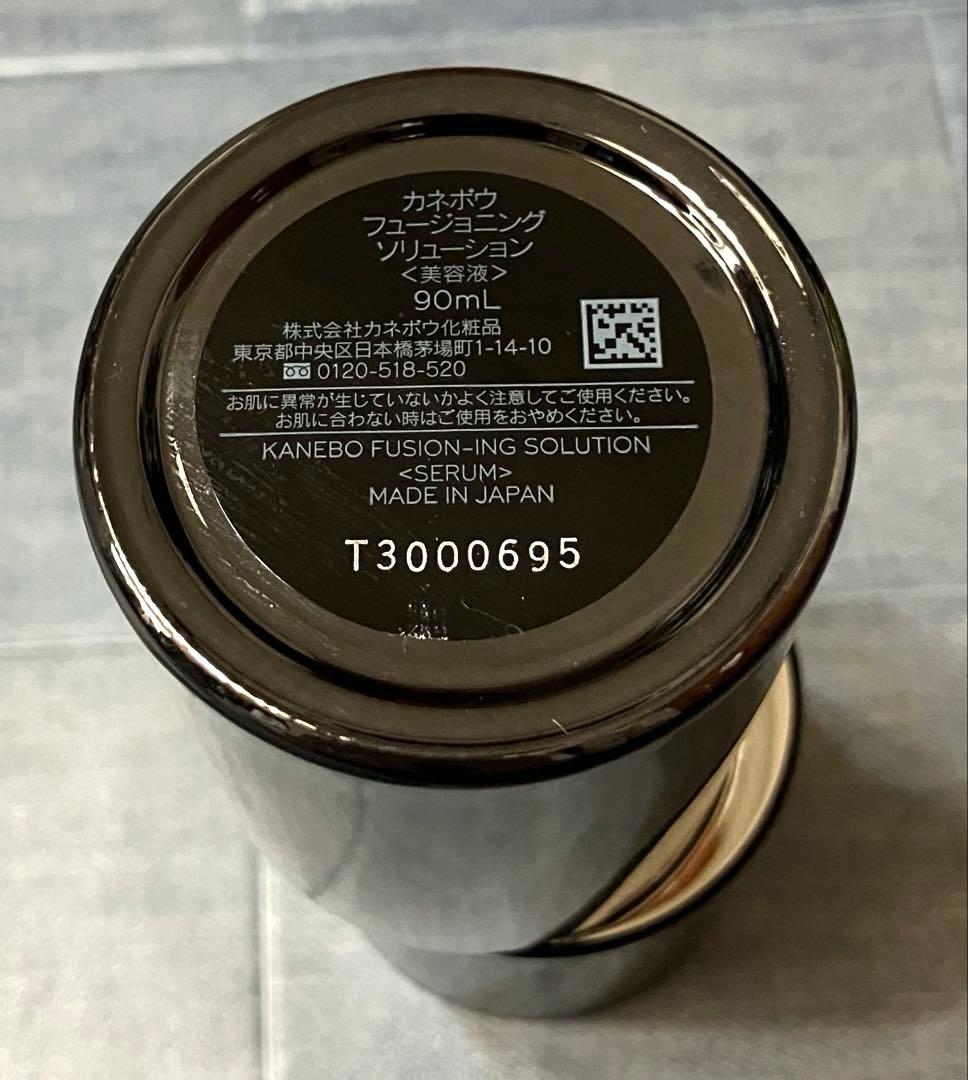 カネボウ
フュージョニング
ソリューション
<美容液>
90mL
株式会社カネボウ化粧品
東京都中央区日本橋茅場町1-14-10
0120-518-520
お肌に異常が生じていないかよく注意してご使用ください。
お肌に合わない時はご使用をおやめください。
KANEBO FUSION-ING SOLUTION
<SERUM>
MADE IN JAPAN
T3000695